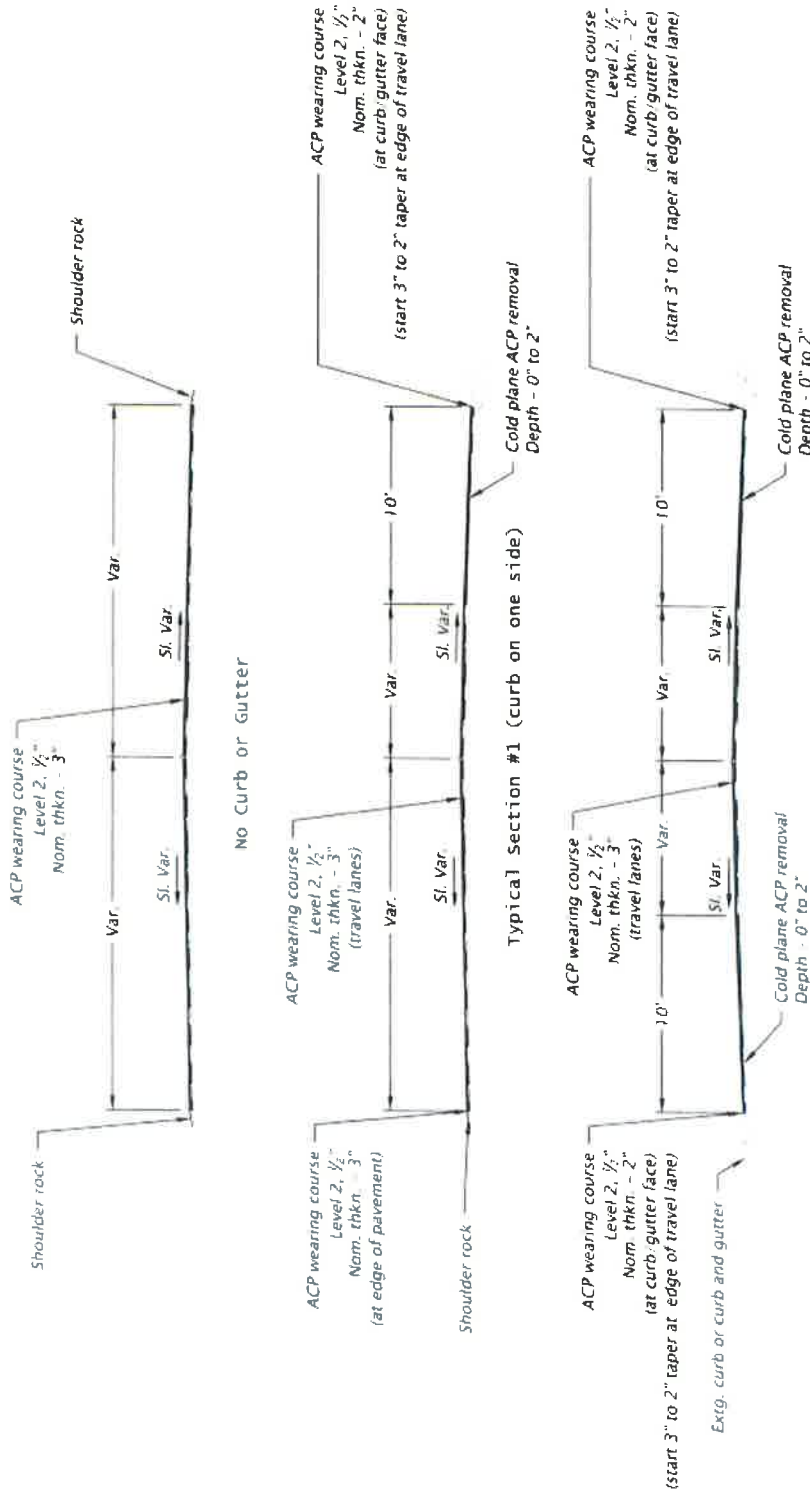 ACP wearing course
Level 2, ½"
Nom. thkn. - 3"
Shoulder rock
Shoulder rock
Var.
Var.
Sl. Var.
Sl. Var.
No Curb or Gutter
ACP wearing course
Level 2, ½"
Nom. thkn. - 3"
(at edge of pavement)
ACP wearing course
Level 2, ½"
Nom. thkn. - 3"
(travel lanes)
ACP wearing course
Level 2, ½"
Nom. thkn. - 2"
(at curb/gutter face)
(start 3" to 2" taper at edge of travel lane)
Var.
Var.
10'
Sl. Var.
Sl. Var.
Shoulder rock
Cold plane ACP removal
Depth - 0" to 2"
Typical Section #1 (curb on one side)
ACP wearing course
Level 2, ½"
Nom. thkn. - 2"
(at curb/gutter face)
(start 3" to 2" taper at edge of travel lane)
ACP wearing course
Level 2, ½"
Nom. thkn. - 3"
(travel lanes)
ACP wearing course
Level 2, ½"
Nom. thkn. - 2"
(at curb/gutter face)
(start 3" to 2" taper at edge of travel lane)
10'
Var.
Var.
10'
Sl. Var.
Sl. Var.
Extg. curb or curb and gutter
Cold plane ACP removal
Depth - 0" to 2"
Cold plane ACP removal
Depth - 0" to 2"